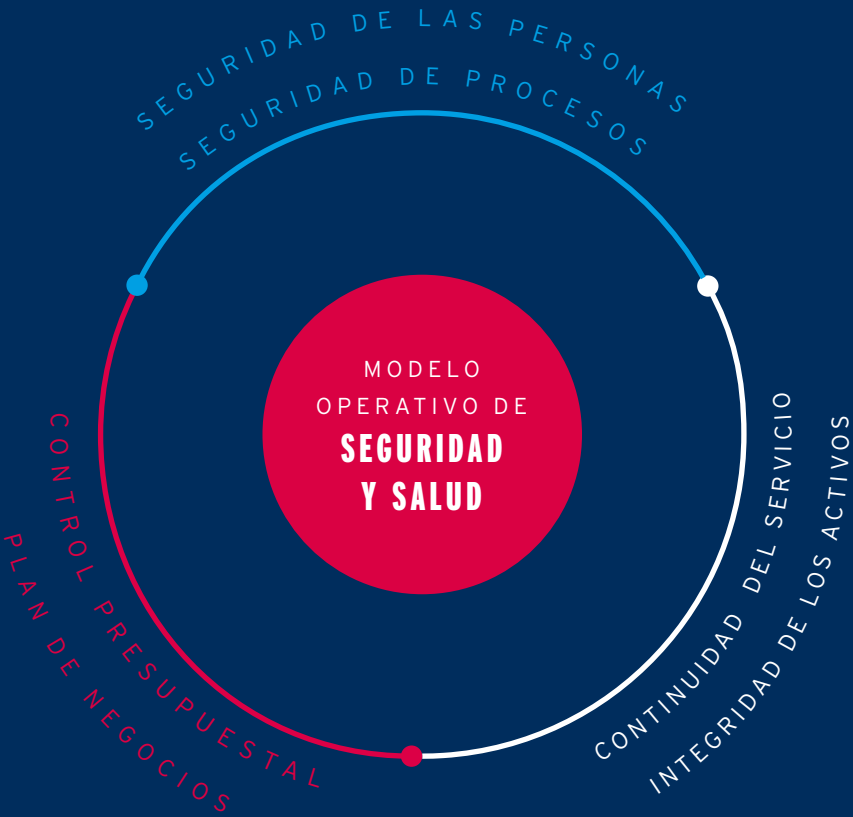 SEGURIDAD DE LAS PERSONAS
SEGURIDAD DE PROCESOS
MODELO
OPERATIVO DE
SEGURIDAD
Y SALUD
CONTINUIDAD DEL SERVICIO
INTEGRIDAD DE LOS ACTIVOS
CONTROL PRESUPUESTAL
PLAN DE NEGOCIOS